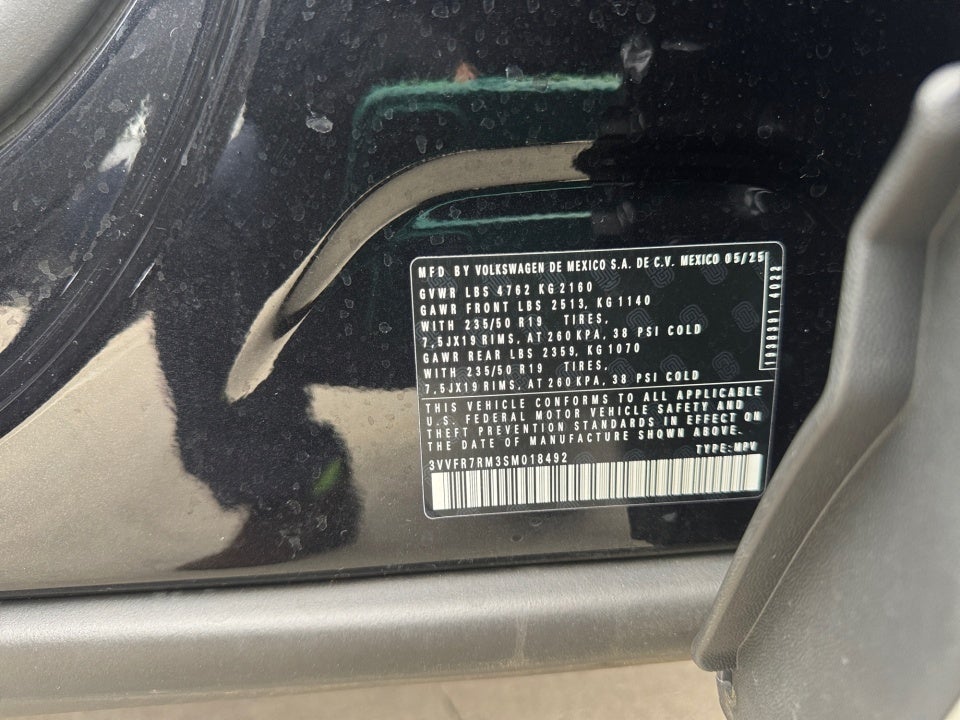 MFD BY VOLKSWAGEN DE MEXICO S.A. DE C.V. MEXICO 05/25
GVWR LBS 4762 KG 2160
GAWR FRONT LBS 2513, KG 1140
WITH 235/50 R19 TIRES,
7,5JX19 RIMS, AT 260 KPA, 38 PSI COLD
GAWR REAR LBS 2359, KG 1070
WITH 235/50 R19 TIRES,
7,5JX19 RIMS, AT 260 KPA, 38 PSI COLD
THIS VEHICLE CONFORMS TO ALL APPLICABLE
U.S. FEDERAL MOTOR VEHICLE SAFETY AND
THEFT PREVENTION STANDARDS IN EFFECT ON
THE DATE OF MANUFACTURE SHOWN ABOVE.
TYPE:MPV
3VVFR7RM3SM018492